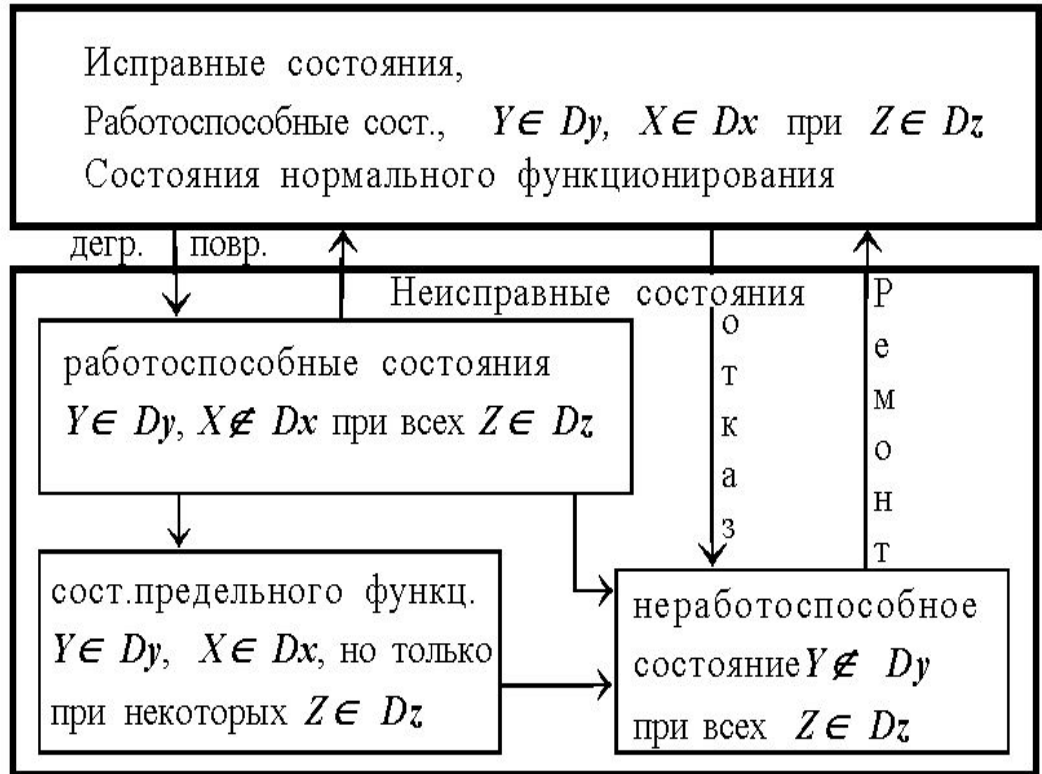 Исправные состояния,
Работоспособные сост., Y∈ Dy, X∈ Dx при Z∈ Dz
Состояния нормального функционирования
дегр. повр.
Неисправные состояния
работоспособные состояния
Y∈ Dy, X∉ Dx при всех Z∈ Dz
отказ
Ремонт
сост.предельного функц.
Y∈ Dy, X∈ Dx, но только
при некоторых Z∈ Dz
неработоспособное
состояние Y∉ Dy
при всех Z∈ Dz